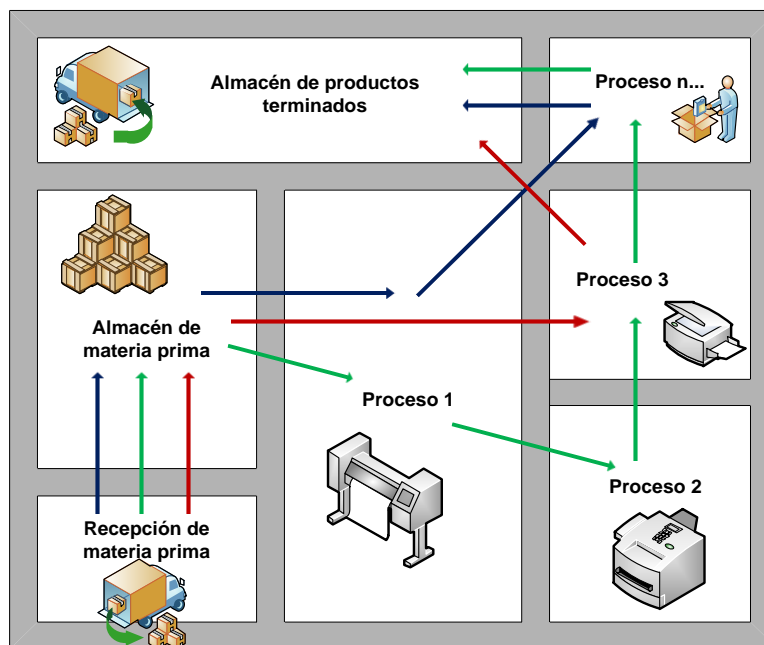 Almacén de productos
terminados
Proceso n...
Almacén de
materia prima
Proceso 3
Proceso 1
Proceso 2
Recepción de
materia prima